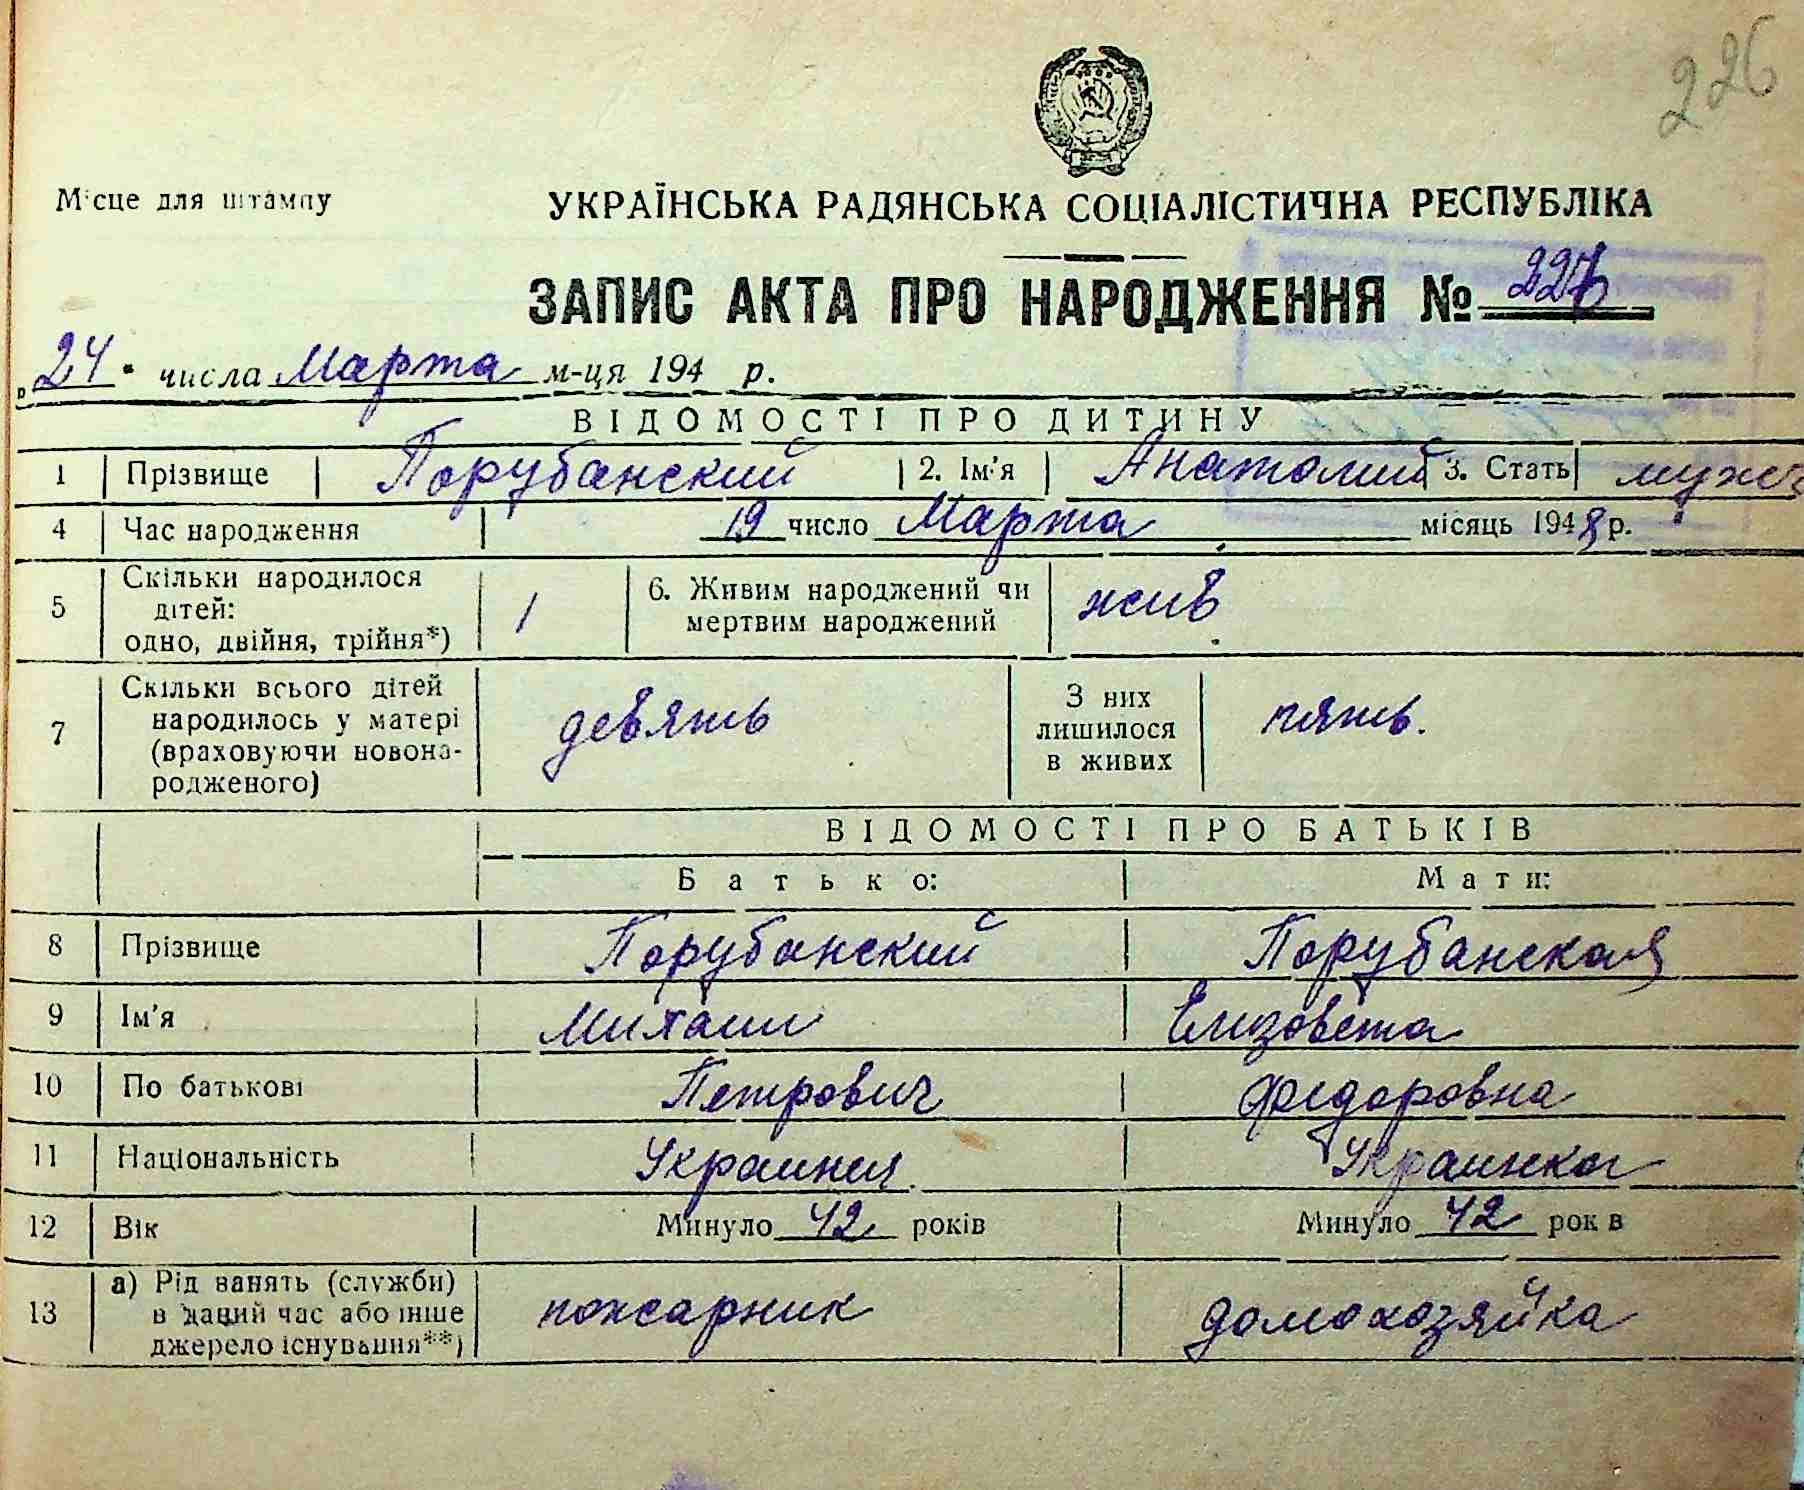 226
Місце для штампу
УКРАЇНСЬКА РАДЯНСЬКА СОЦІАЛІСТИЧНА РЕСПУБЛІКА
ЗАПИС АКТА ПРО НАРОДЖЕННЯ № 226
„24" числа Марта м-ця 194 р.
ВІДОМОСТІ ПРО ДИТИНУ
1 Прізвище Порубанский 2. Ім'я Анатолий 3. Стать муж
4 Час народження 19 число Марта місяць 1948 р.
5 Скільки народилося
дітей:
одно, двійня, трійня*) 1 6. Живим народжений чи
мертвим народжений жив
7 Скільки всього дітей
народилось у матері
(враховуючи новона-
родженого) девять З них
лишилося
в живих пять.
ВІДОМОСТІ ПРО БАТЬКІВ
Батько: Мати:
8 Прізвище Порубанский Порубанская
9 Ім'я Михаил Елизовета
10 По батькові Петрович Федоровна
11 Національність Украинец Украинка
12 Вік Минуло 42 років Минуло 42 рок в
13 а) Рід занять (служби)
в даний час або інше
джерело існування**) пожарник домохозяйка